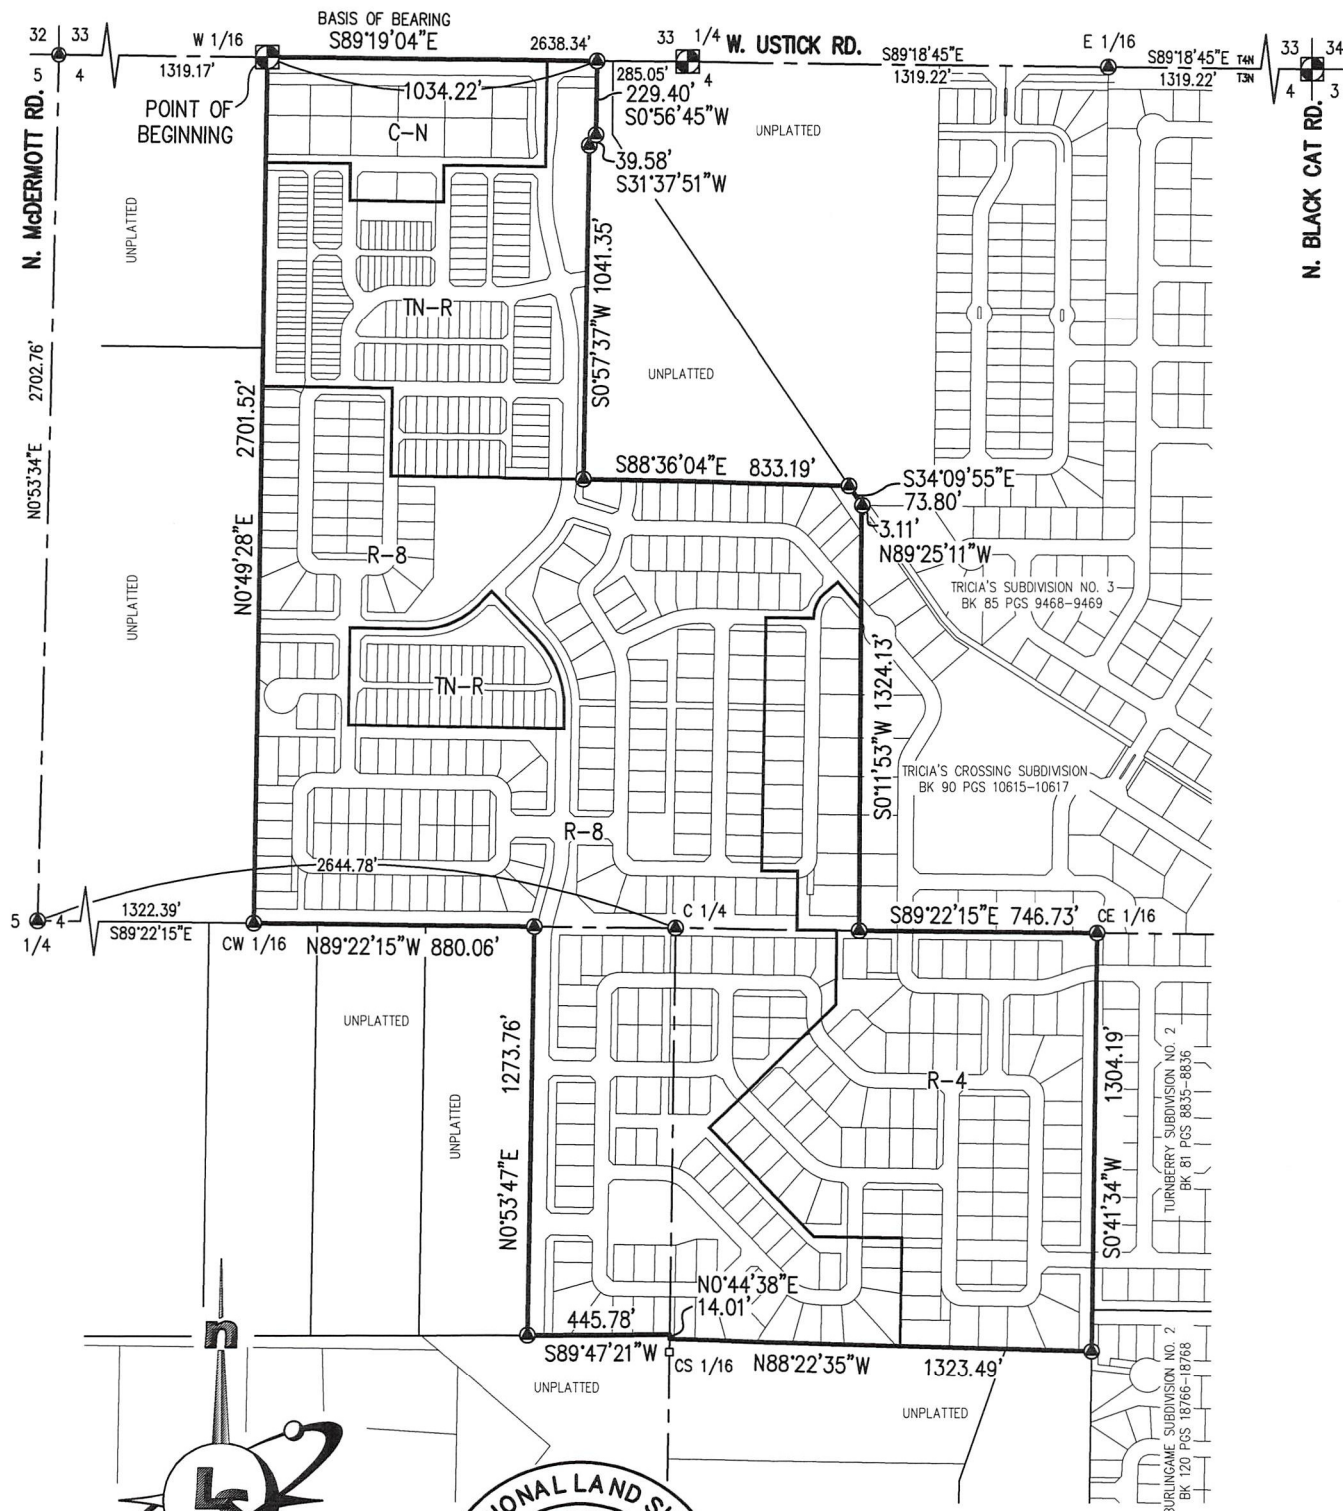 BASIS OF BEARING
S89°19'04"E
32
33
W 1/16
2638.34'
33
1/4
W. USTICK RD.
S89°18'45"E
E 1/16
S89°18'45"E
T4N
33
34
5
4
1319.17'
285.05'
4
1319.22'
1319.22'
T3N
4
3
POINT OF
BEGINNING
1034.22'
C-N
229.40'
S0°56'45"W
UNPLATTED
39.58'
S31°37'51"W
N. McDERMOTT RD.
N. BLACK CAT RD.
UNPLATTED
S0°57'37"W 1041.35'
TN-R
2702.76'
N0°53'34"E
UNPLATTED
2701.52'
N0°49'28"E
S88°36'04"E 833.19'
S34°09'55"E
73.80'
3.11'
N89°25'11"W
R-8
UNPLATTED
TRICIA'S SUBDIVISION NO. 3
BK 85 PGS 9468-9469
TN-R
S0°11'53"W 1324.13'
TRICIA'S CROSSING SUBDIVISION
BK 90 PGS 10615-10617
R-8
2644.78'
5
4
1/4
1322.39'
S89°22'15"E
CW 1/16
N89°22'15"W 880.06'
C 1/4
S89°22'15"E 746.73'
CE 1/16
UNPLATTED
UNPLATTED
1273.76'
N0°53'47"E
R-4
1304.19'
S0°41'34"W
TURNBERRY SUBDIVISION NO. 2
BK 81 PGS 8835-8836
N0°44'38"E
14.01'
445.78'
S89°47'21"W
CS 1/16
N88°22'35"W
1323.49'
UNPLATTED
UNPLATTED
BURLINGAME SUBDIVISION NO. 2
BK 120 PGS 18766-18768
n
LS
IONAL LAND SU